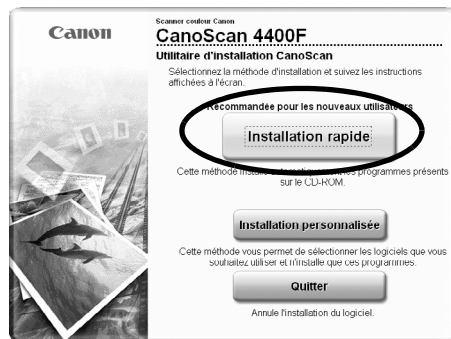 Canon
Scanner couleur Canon
CanoScan 4400F
Utilitaire d'installation CanoScan
Sélectionnez la méthode d'installation et suivez les instructions
affichées à l'écran.
Recommandée pour les nouveaux utilisateurs
Installation rapide
Cette méthode installe automatiquement les programmes présents
sur le CD-ROM.
Installation personnalisée
Cette méthode vous permet de sélectionner les logiciels que vous
souhaitez utiliser et n'installe que ces programmes.
Quitter
Annule l'installation du logiciel.